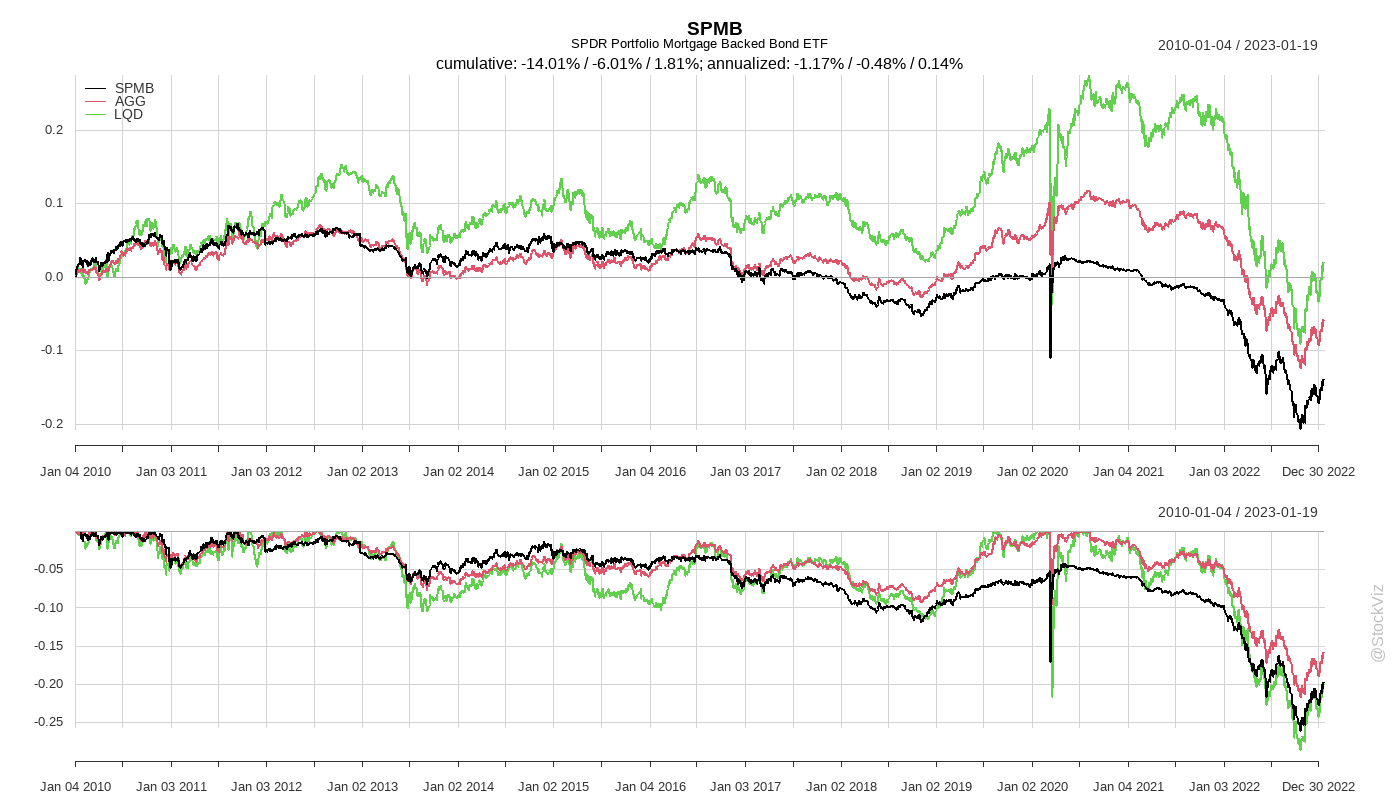 SPMB
SPDR Portfolio Mortgage Backed Bond ETF
2010-01-04 / 2023-01-19
cumulative: -14.01% / -6.01% / 1.81%; annualized: -1.17% / -0.48% / 0.14%
SPMB
AGG
LQD
0.2
0.1
0.0
-0.1
-0.2
Jan 04 2010 Jan 03 2011 Jan 03 2012 Jan 02 2013 Jan 02 2014 Jan 02 2015 Jan 04 2016 Jan 03 2017 Jan 02 2018 Jan 02 2019 Jan 02 2020 Jan 04 2021 Jan 03 2022 Dec 30 2022
2010-01-04 / 2023-01-19
-0.05
-0.10
-0.15
-0.20
-0.25
Jan 04 2010 Jan 03 2011 Jan 03 2012 Jan 02 2013 Jan 02 2014 Jan 02 2015 Jan 04 2016 Jan 03 2017 Jan 02 2018 Jan 02 2019 Jan 02 2020 Jan 04 2021 Jan 03 2022 Dec 30 2022
@StockViz